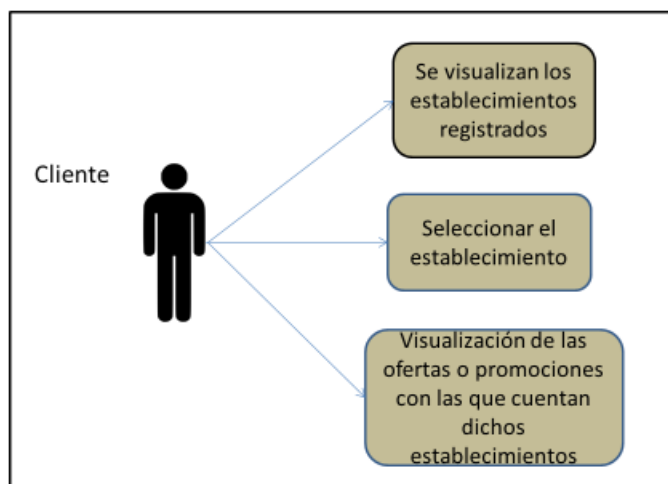 Se visualizan los
establecimientos
registrados
Cliente
Seleccionar el
establecimiento
Visualización de las
ofertas o promociones
con las que cuentan
dichos
establecimientos